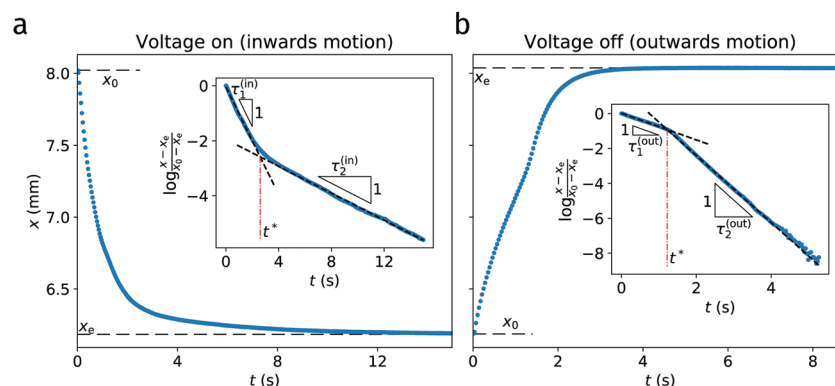 a
Voltage on (inwards motion)
8.0
7.5
7.0
6.5
x (mm)
x₀
xₑ
0
4
8
12
t (s)
0
−2
−4
log (x − xₑ)/(x₀ − xₑ)
τ₁⁽ⁱⁿ⁾
1
τ₂⁽ⁱⁿ⁾
1
t*
0
4
8
12
t (s)
b
Voltage off (outwards motion)
xₑ
x₀
0
2
4
6
8
t (s)
0
−2
−4
−6
−8
log (x − xₑ)/(x₀ − xₑ)
1
τ₁⁽ᵒᵘᵗ⁾
1
τ₂⁽ᵒᵘᵗ⁾
t*
0
2
4
t (s)